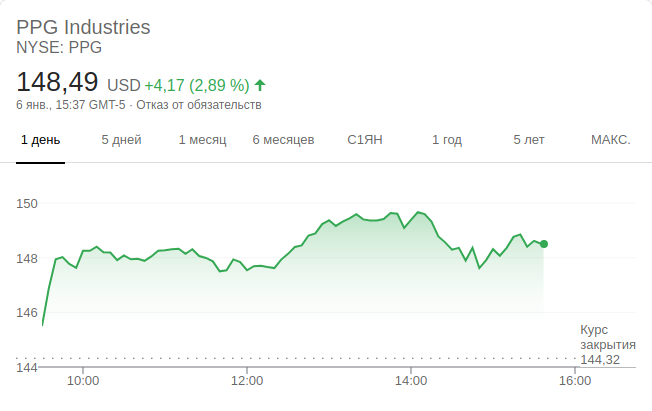 PPG Industries
NYSE: PPG
148,49 USD +4,17 (2,89 %)
6 янв., 15:37 GMT-5 · Отказ от обязательств
1 день 5 дней 1 месяц 6 месяцев С1ЯН 1 год 5 лет МАКС.
150
148
146
Курс
закрытия
144,32
144
10:00 12:00 14:00 16:00